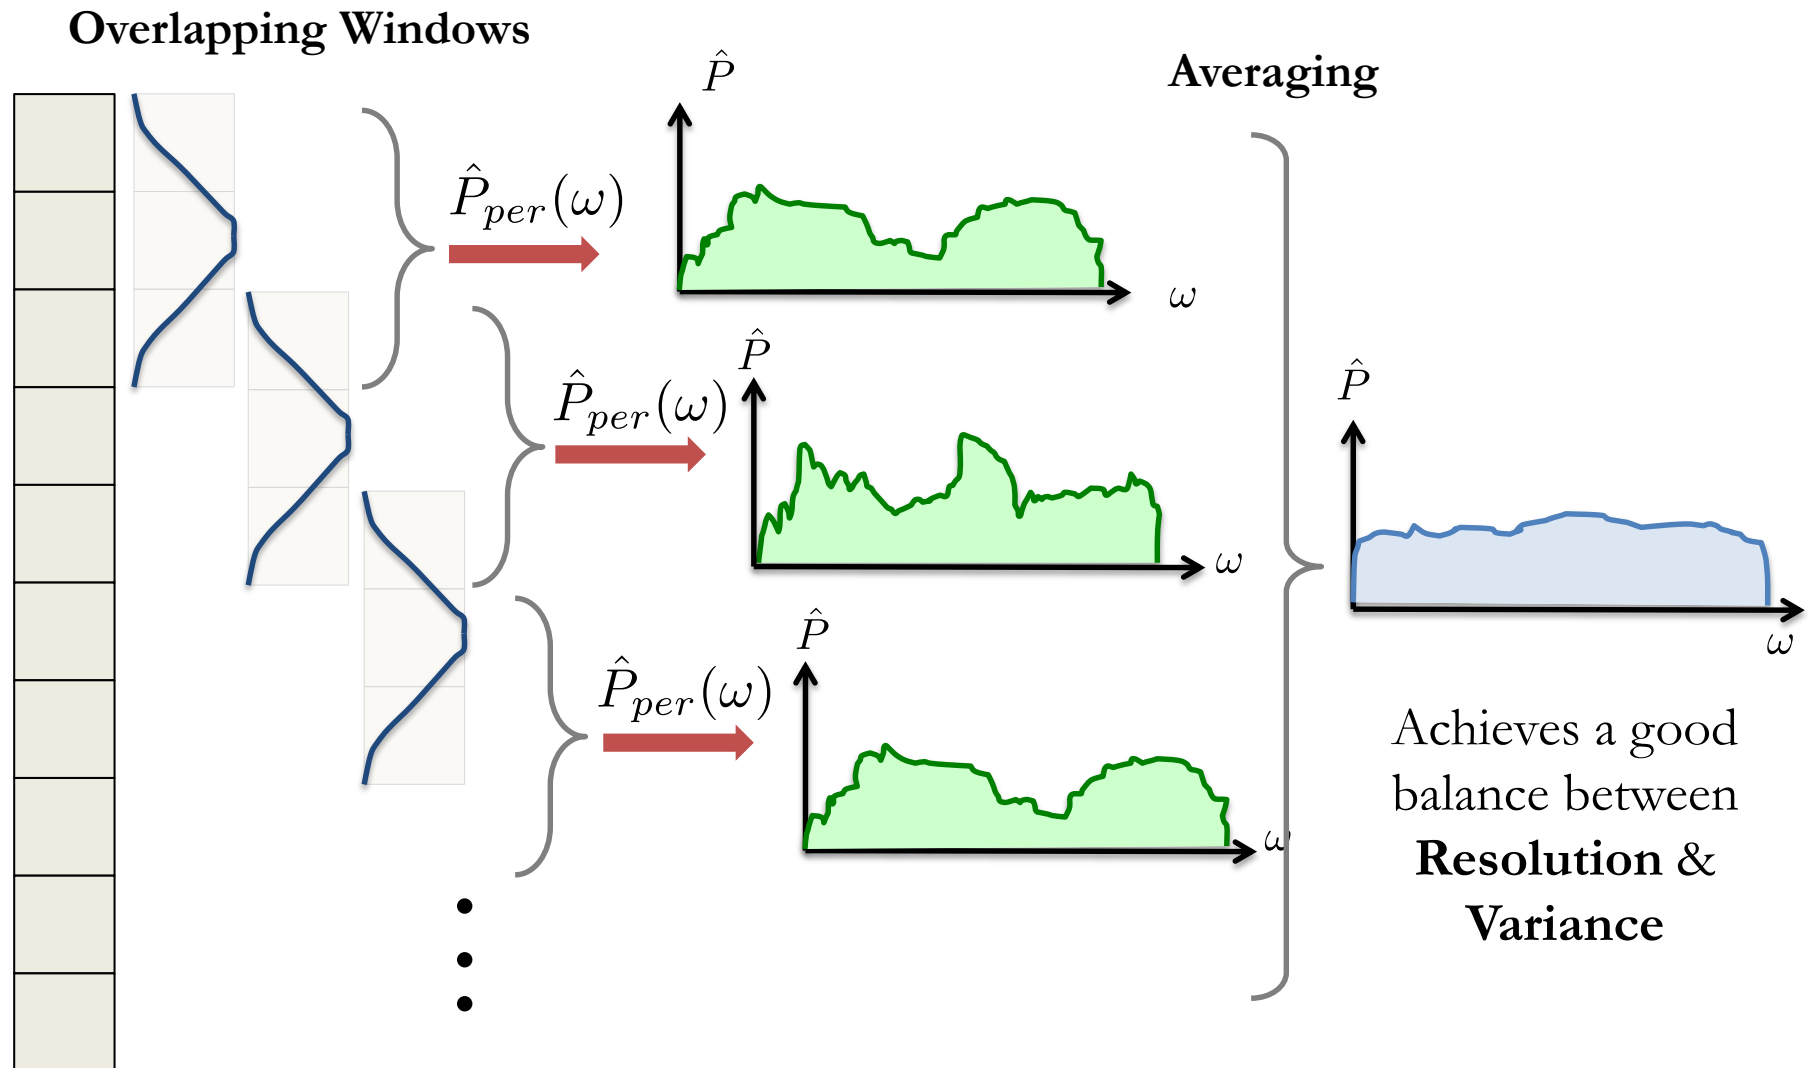 Overlapping Windows
Averaging
P̂
P̂per(ω)
ω
P̂
P̂per(ω)
ω
P̂
ω
P̂
P̂per(ω)
ω
Achieves a good
balance between
Resolution &
Variance